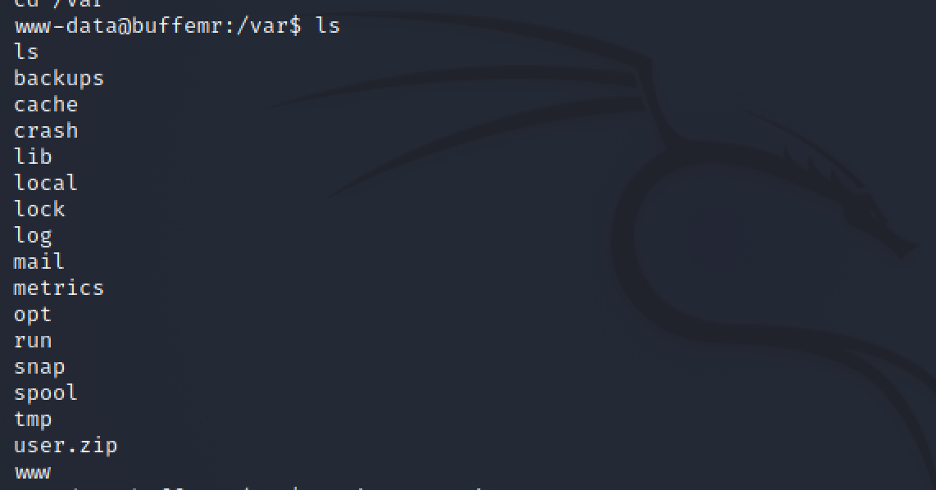 cd /var
www-data@buffemr:/var$ ls
ls
backups
cache
crash
lib
local
lock
log
mail
metrics
opt
run
snap
spool
tmp
user.zip
www